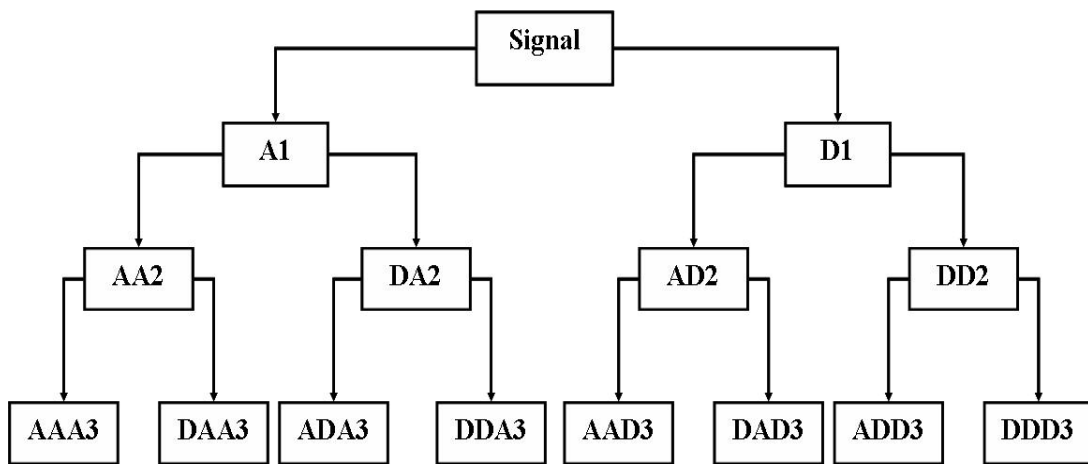 Signal
A1
D1
AA2
DA2
AD2
DD2
AAA3
DAA3
ADA3
DDA3
AAD3
DAD3
ADD3
DDD3